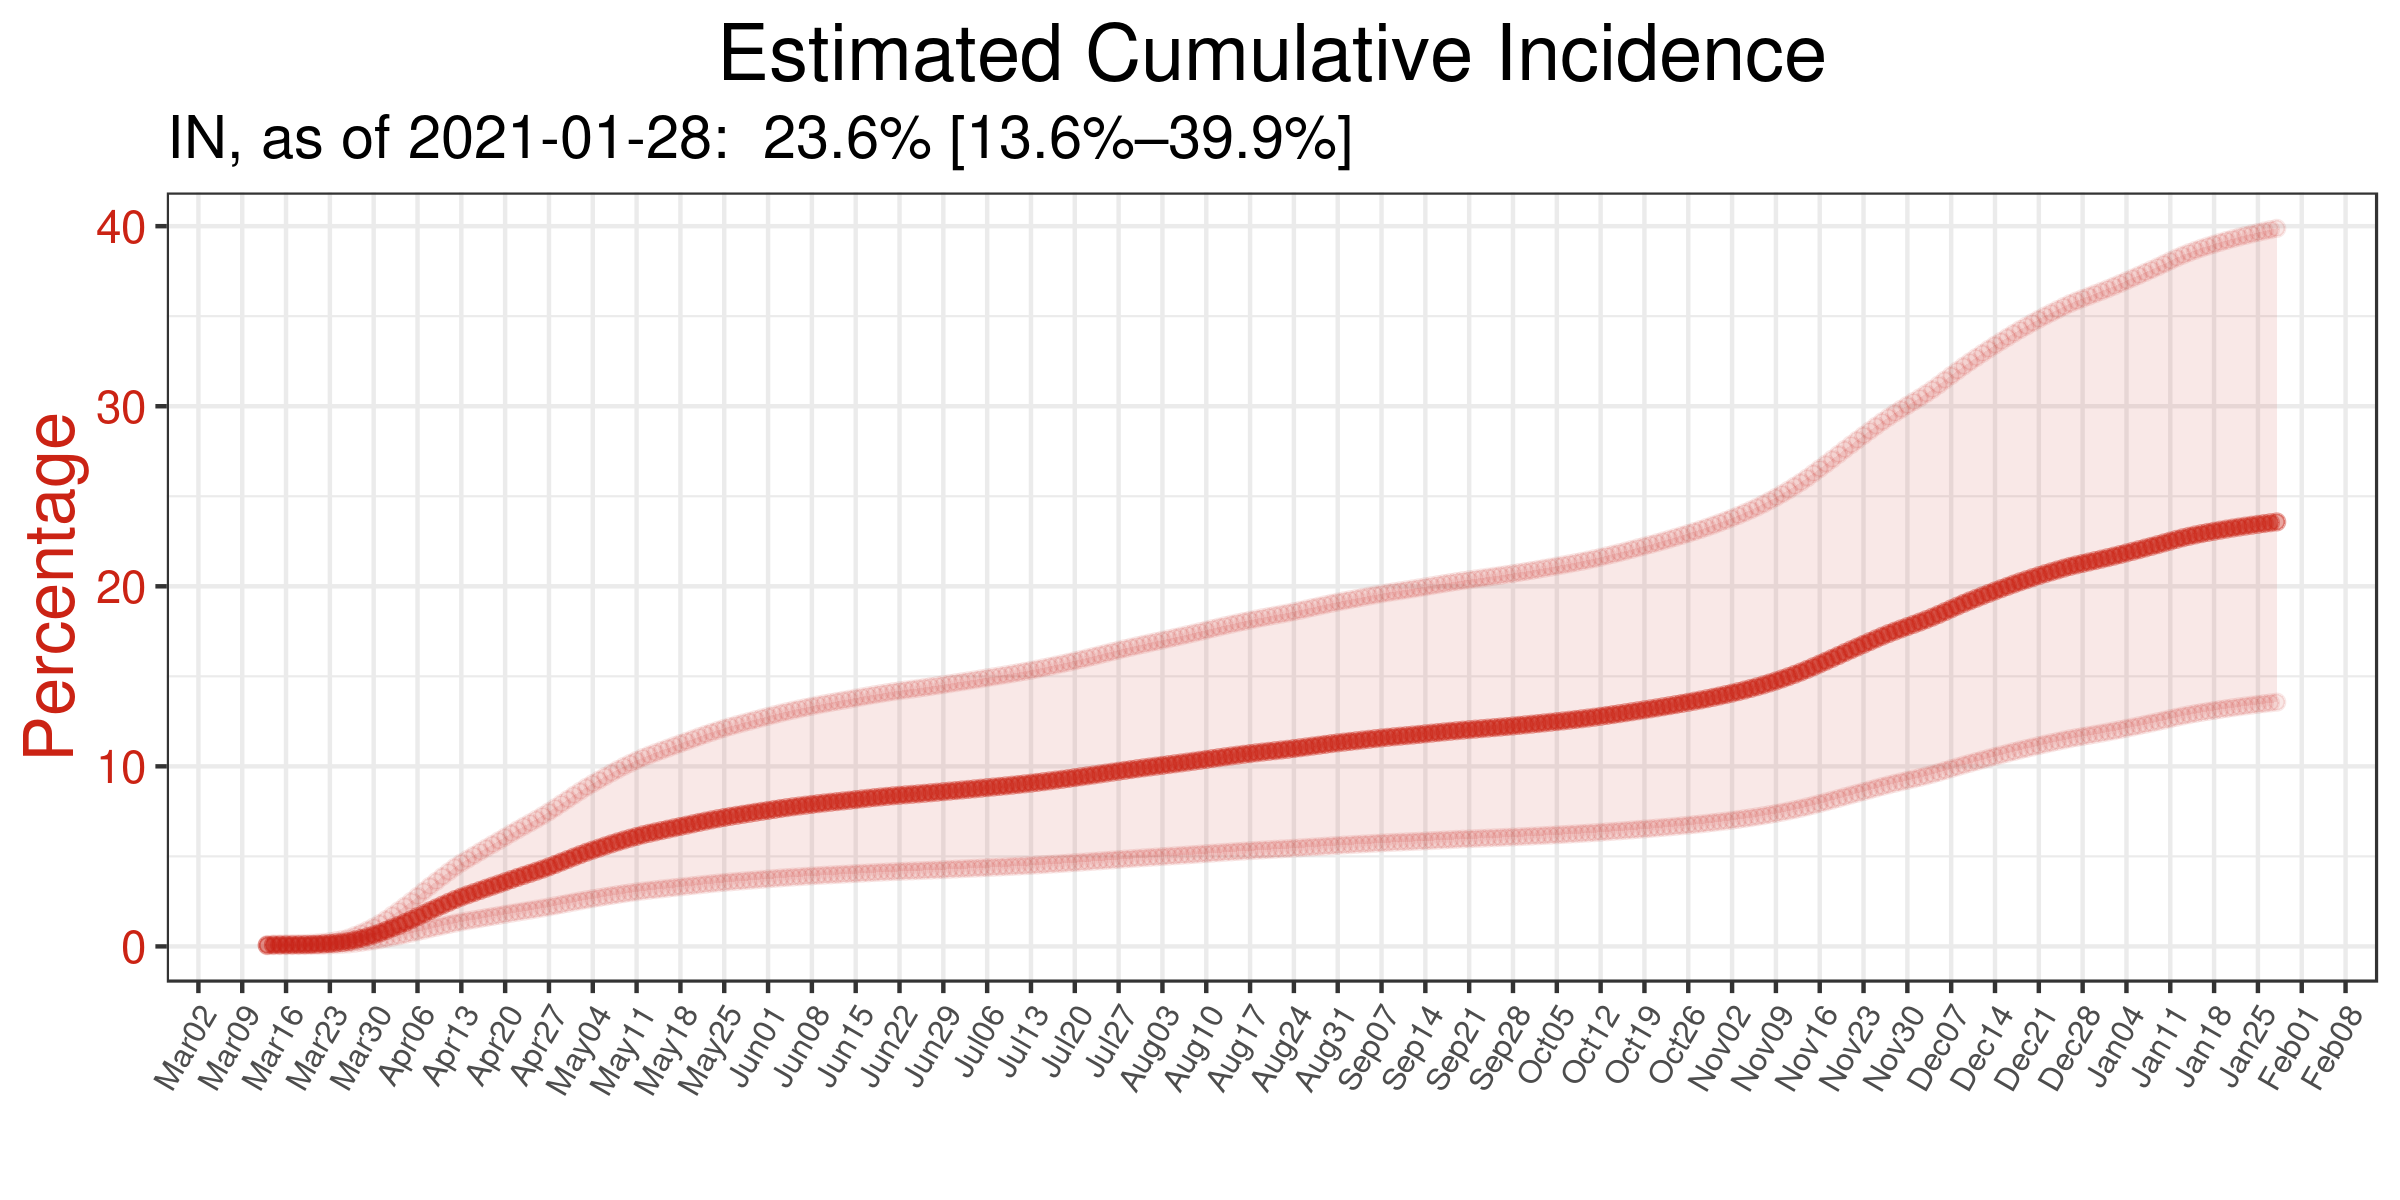 Estimated Cumulative Incidence
IN, as of 2021-01-28:  23.6% [13.6%–39.9%]
Percentage
40
30
20
10
0
Mar02
Mar09
Mar16
Mar23
Mar30
Apr06
Apr13
Apr20
Apr27
May04
May11
May18
May25
Jun01
Jun08
Jun15
Jun22
Jun29
Jul06
Jul13
Jul20
Jul27
Aug03
Aug10
Aug17
Aug24
Aug31
Sep07
Sep14
Sep21
Sep28
Oct05
Oct12
Oct19
Oct26
Nov02
Nov09
Nov16
Nov23
Nov30
Dec07
Dec14
Dec21
Dec28
Jan04
Jan11
Jan18
Jan25
Feb01
Feb08